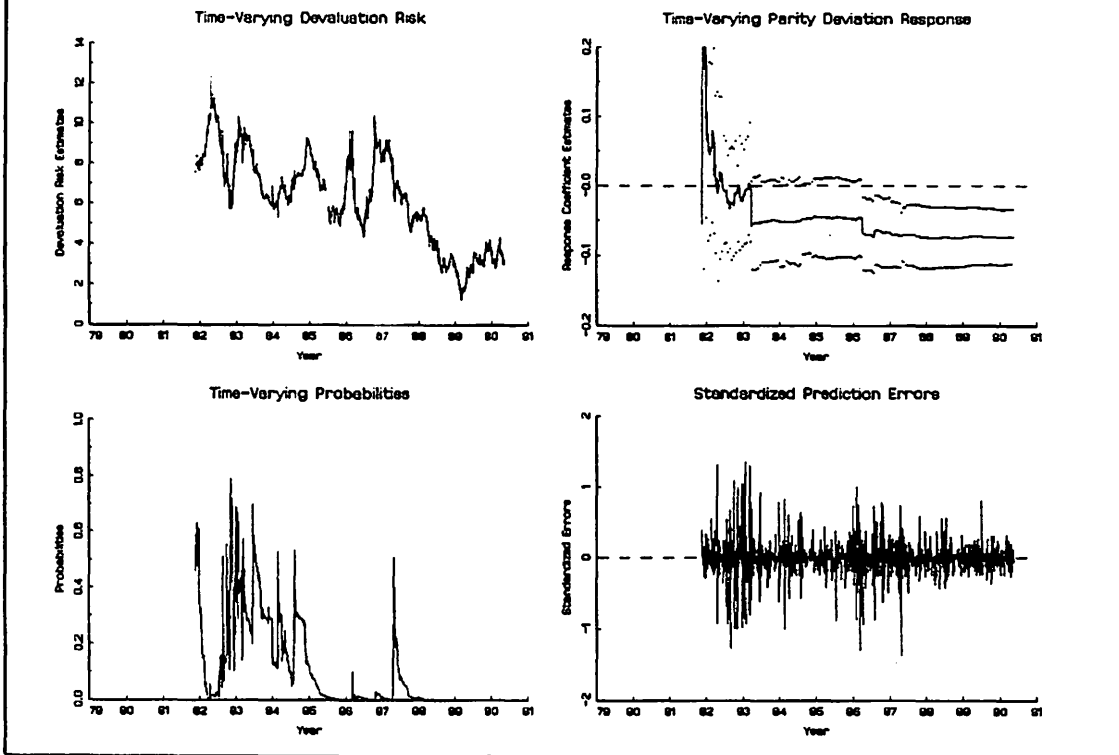 Time-Varying Devaluation Risk
Devaluation Risk Estimates
14
12
10
8
6
4
2
0
79 80 81 82 83 84 85 86 87 88 89 90 91
Year
Time-Varying Parity Deviation Response
Response Coefficient Estimates
0.2
0.1
-0.0
-0.1
-0.2
79 80 81 82 83 84 85 86 87 88 89 90 91
Year
Time-Varying Probabilities
Probabilities
1.0
0.8
0.6
0.4
0.2
0.0
79 80 81 82 83 84 85 86 87 88 89 90 91
Year
Standardized Prediction Errors
Standardized Errors
2
1
0
-1
-2
79 80 81 82 83 84 85 86 87 88 89 90 91
Year